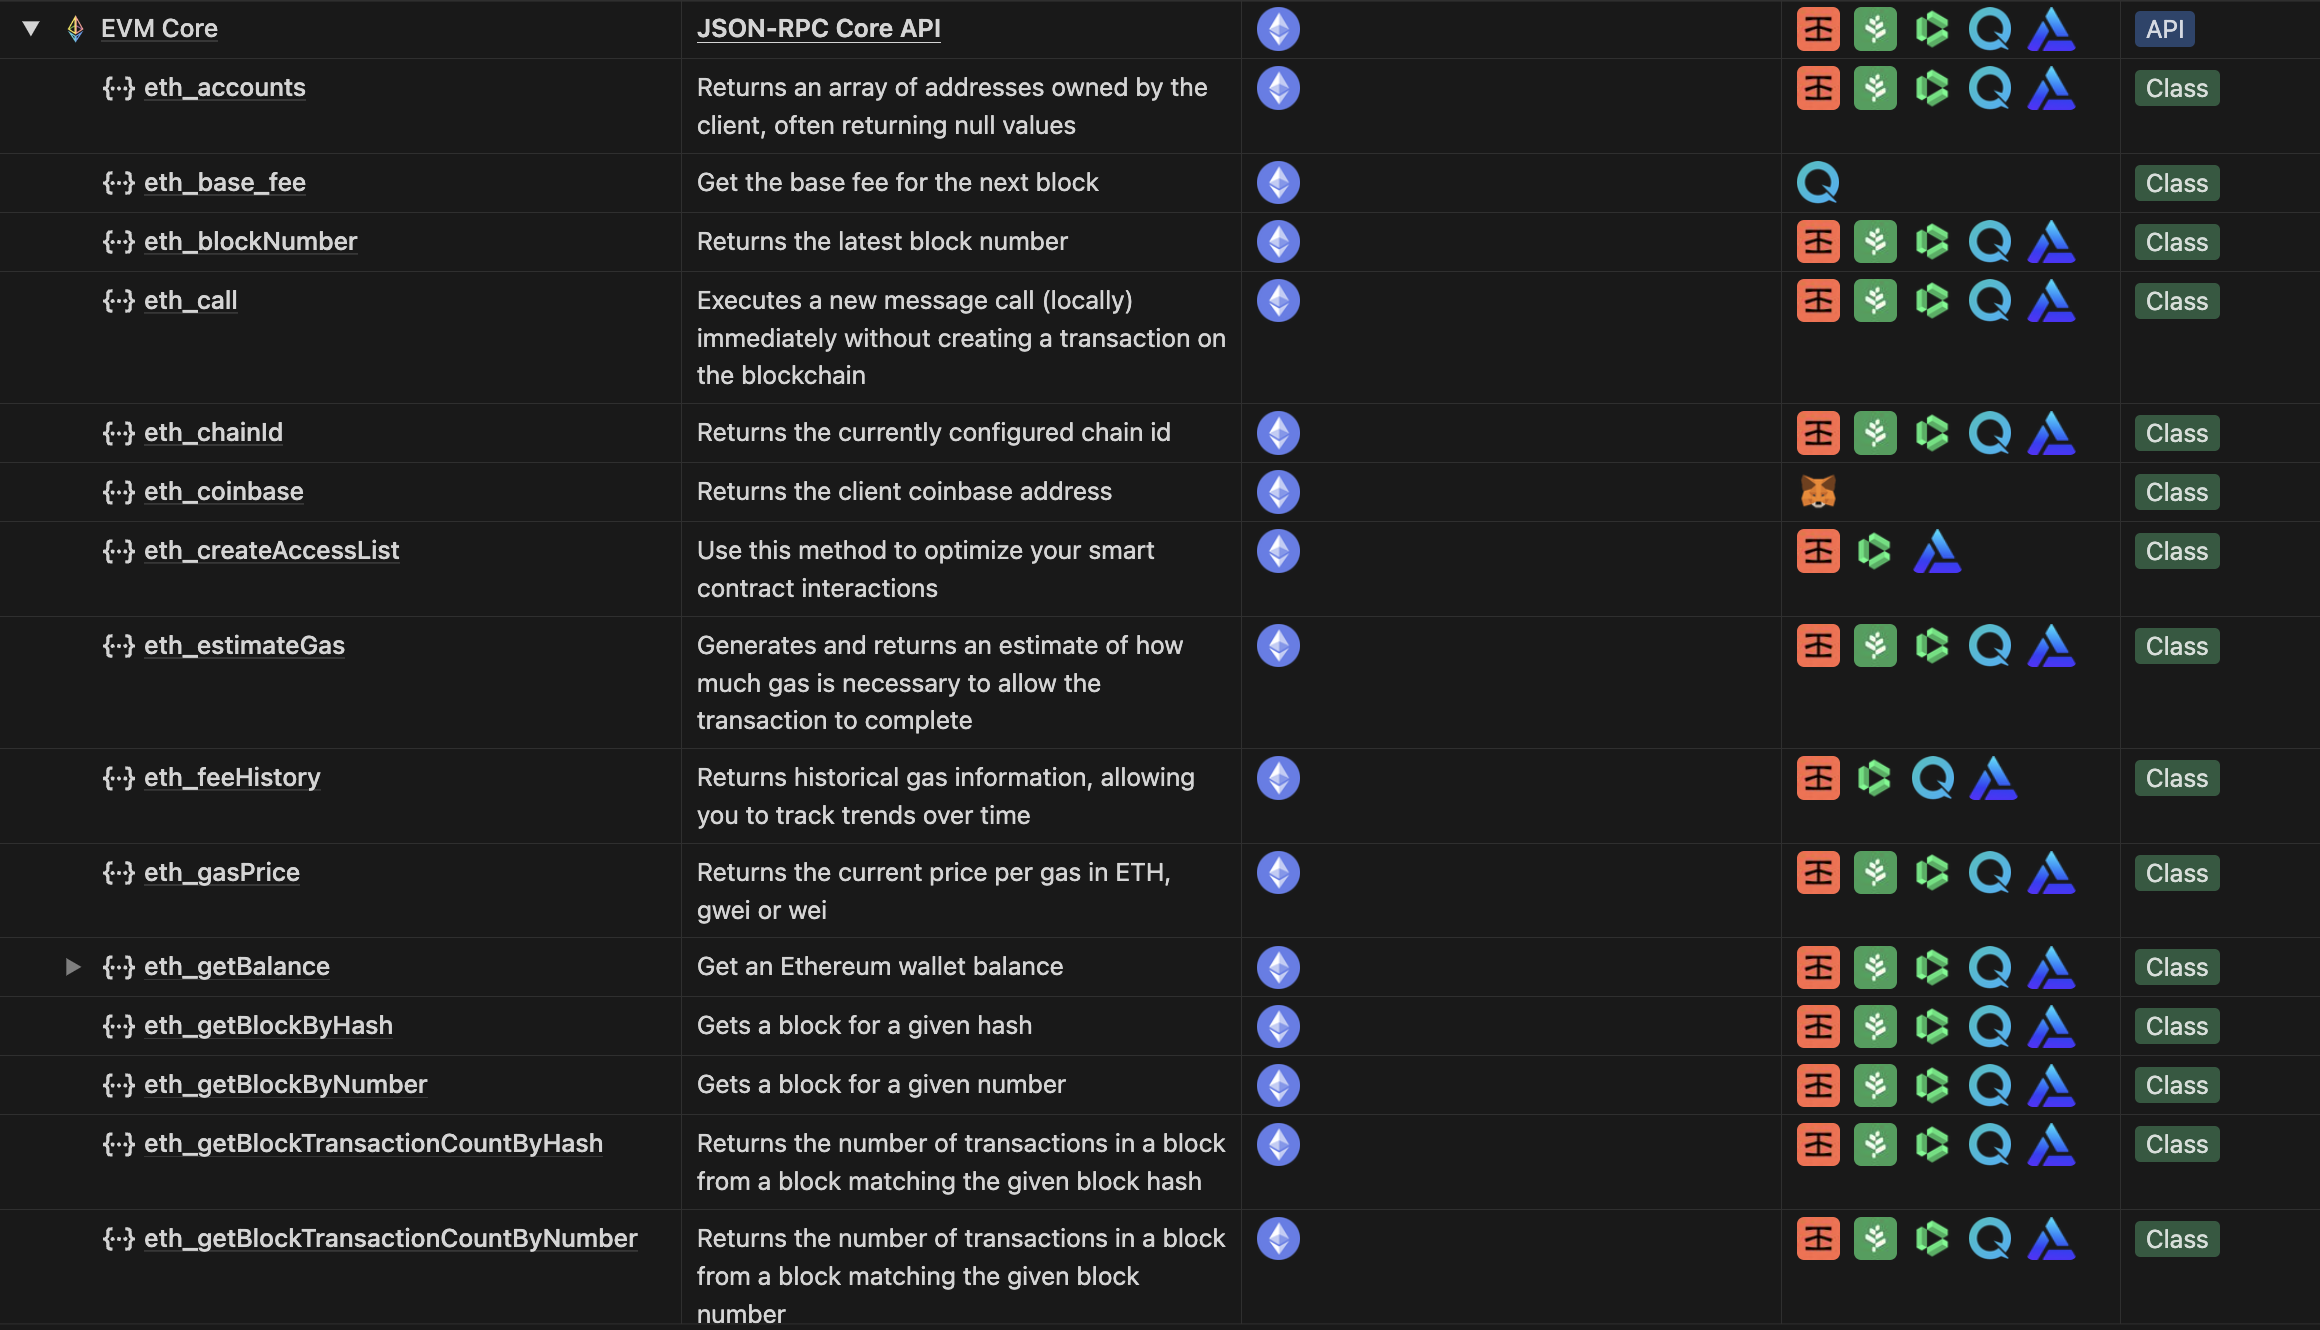 EVM Core JSON-RPC Core API API
eth_accounts Returns an array of addresses owned by the Class
client, often returning null values
eth_base_fee Get the base fee for the next block Class
eth_blockNumber Returns the latest block number Class
eth_call Executes a new message call (locally) Class
immediately without creating a transaction on
the blockchain
eth_chainId Returns the currently configured chain id Class
eth_coinbase Returns the client coinbase address Class
eth_createAccessList Use this method to optimize your smart Class
contract interactions
eth_estimateGas Generates and returns an estimate of how Class
much gas is necessary to allow the
transaction to complete
eth_feeHistory Returns historical gas information, allowing Class
you to track trends over time
eth_gasPrice Returns the current price per gas in ETH, Class
gwei or wei
eth_getBalance Get an Ethereum wallet balance Class
eth_getBlockByHash Gets a block for a given hash Class
eth_getBlockByNumber Gets a block for a given number Class
eth_getBlockTransactionCountByHash Returns the number of transactions in a block Class
from a block matching the given block hash
eth_getBlockTransactionCountByNumber Returns the number of transactions in a block Class
from a block matching the given block
number